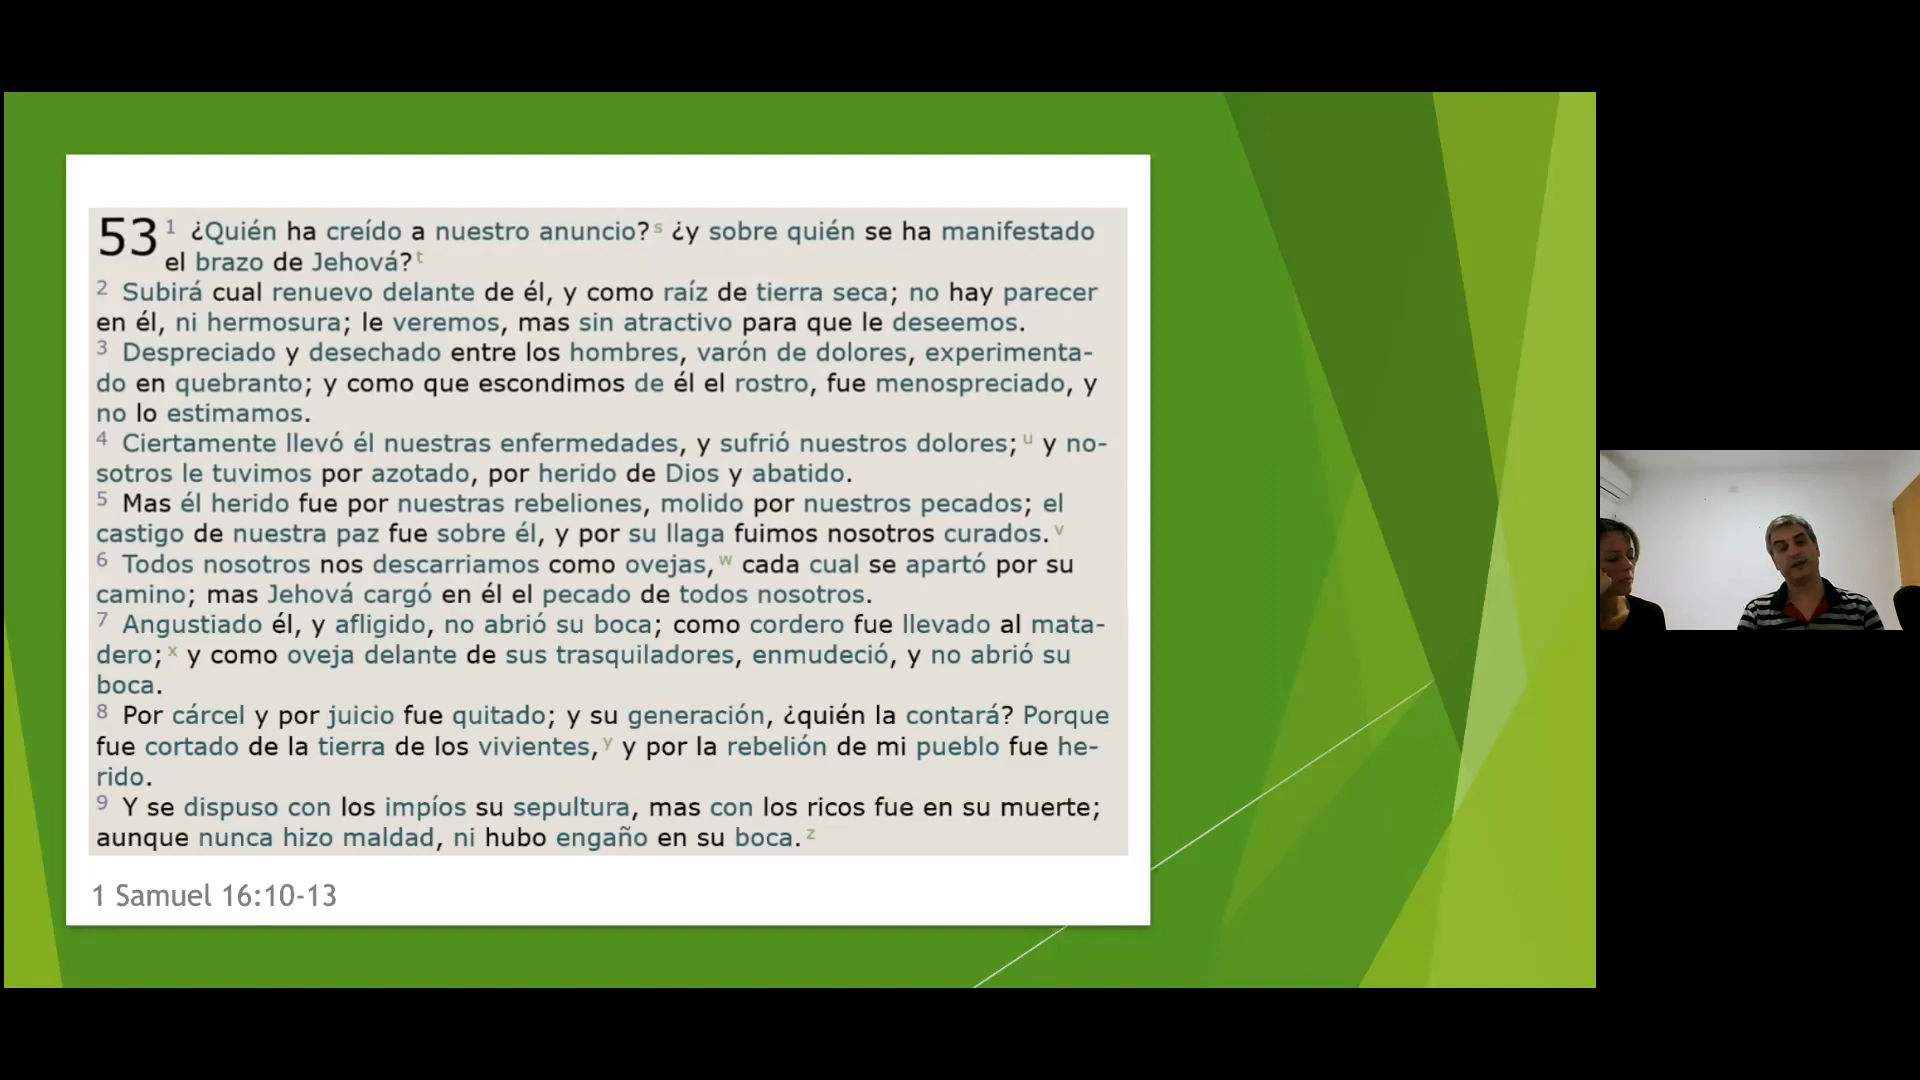 53 1 ¿Quién ha creído a nuestro anuncio? s ¿y sobre quién se ha manifestado
el brazo de Jehová? t
2 Subirá cual renuevo delante de él, y como raíz de tierra seca; no hay parecer
en él, ni hermosura; le veremos, mas sin atractivo para que le deseemos.
3 Despreciado y desechado entre los hombres, varón de dolores, experimenta-
do en quebranto; y como que escondimos de él el rostro, fue menospreciado, y
no lo estimamos.
4 Ciertamente llevó él nuestras enfermedades, y sufrió nuestros dolores; u y no-
sotros le tuvimos por azotado, por herido de Dios y abatido.
5 Mas él herido fue por nuestras rebeliones, molido por nuestros pecados; el
castigo de nuestra paz fue sobre él, y por su llaga fuimos nosotros curados. v
6 Todos nosotros nos descarriamos como ovejas, w cada cual se apartó por su
camino; mas Jehová cargó en él el pecado de todos nosotros.
7 Angustiado él, y afligido, no abrió su boca; como cordero fue llevado al mata-
dero; x y como oveja delante de sus trasquiladores, enmudeció, y no abrió su
boca.
8 Por cárcel y por juicio fue quitado; y su generación, ¿quién la contará? Porque
fue cortado de la tierra de los vivientes, y y por la rebelión de mi pueblo fue he-
rido.
9 Y se dispuso con los impíos su sepultura, mas con los ricos fue en su muerte;
aunque nunca hizo maldad, ni hubo engaño en su boca. z
1 Samuel 16:10-13